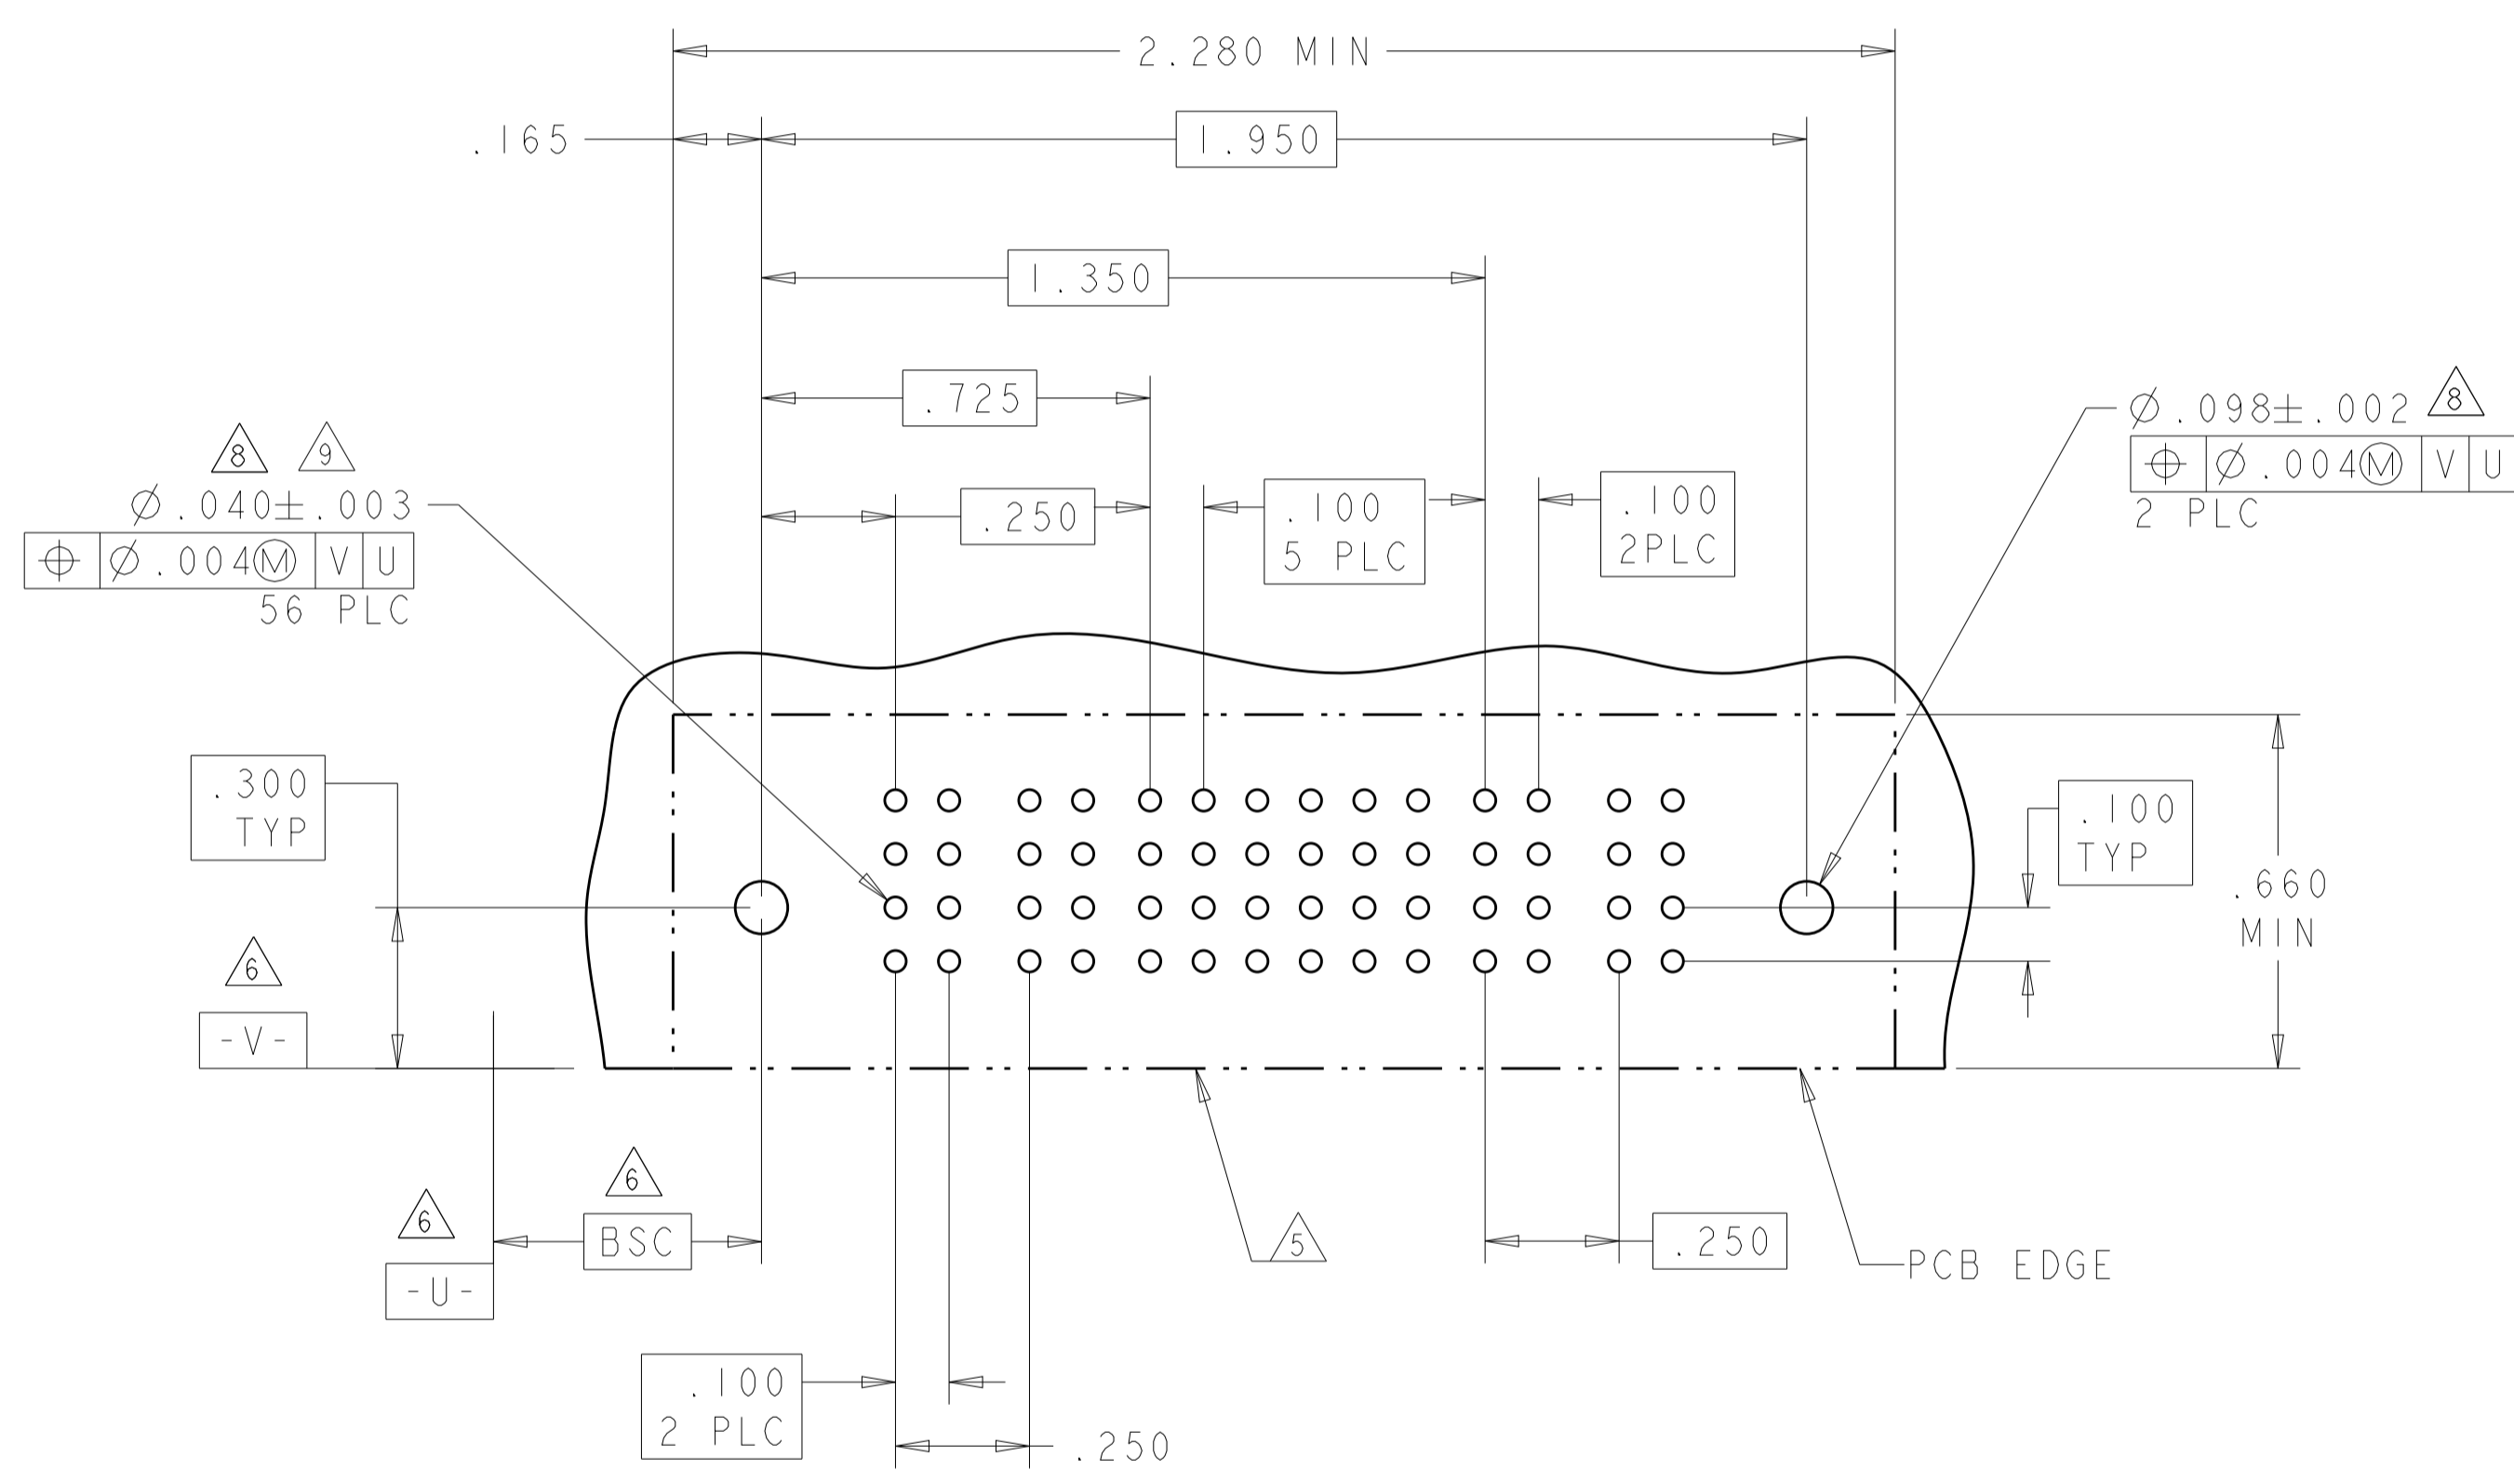 2.280 MIN
.165
1.950
1.350
.725
8
9
8
Ø.098±.002
Ø.040±.003
.250
.100
5 PLC
.100
2PLC
⌖ Ø.004Ⓜ V U
2 PLC
⌖ Ø.004Ⓜ V U
56 PLC
.300
TYP
.100
TYP
.660
MIN
6
-V-
6
6
BSC
-U-
5
.250
PCB EDGE
.100
2 PLC
.250